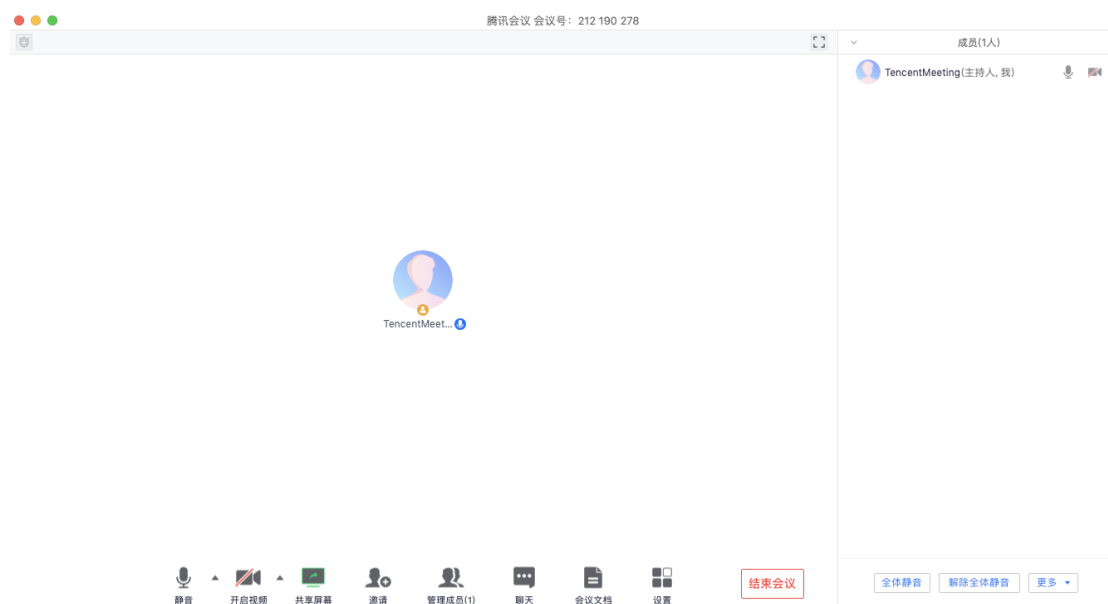 腾讯会议 会议号：212 190 278
成员(1人)
TencentMeeting(主持人, 我)
TencentMeet...
静音
开启视频
共享屏幕
邀请
管理成员(1)
聊天
会议文档
设置
结束会议
全体静音
解除全体静音
更多